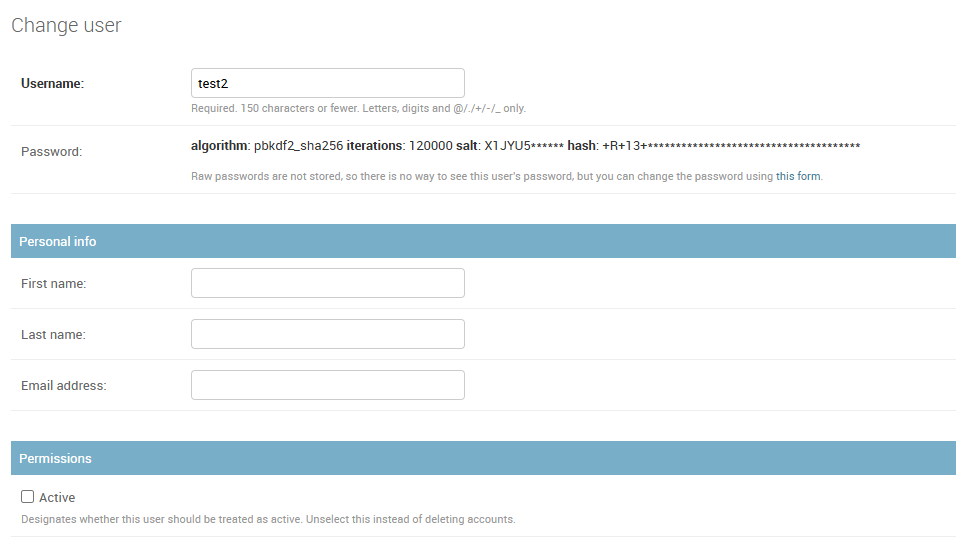 Change user
Username:
test2
Required. 150 characters or fewer. Letters, digits and @/./+/-/_ only.
Password:
algorithm: pbkdf2_sha256 iterations: 120000 salt: X1JYU5****** hash: +R+13+**************************************
Raw passwords are not stored, so there is no way to see this user's password, but you can change the password using this form.
Personal info
First name:
Last name:
Email address:
Permissions
Active
Designates whether this user should be treated as active. Unselect this instead of deleting accounts.